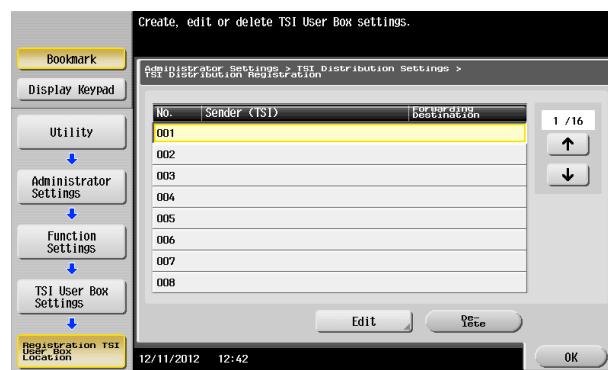 Create, edit or delete TSI User Box settings.
Bookmark
Display Keypad
Utility
Administrator
Settings
Function
Settings
TSI User Box
Settings
Registration TSI
User Box
Location
Administrator Settings > TSI Distribution Settings >
TSI Distribution Registration
No. Sender (TSI) Forwarding
Destination
001
002
003
004
005
006
007
008
1 /16
Edit
De-
lete
12/11/2012 12:42
OK